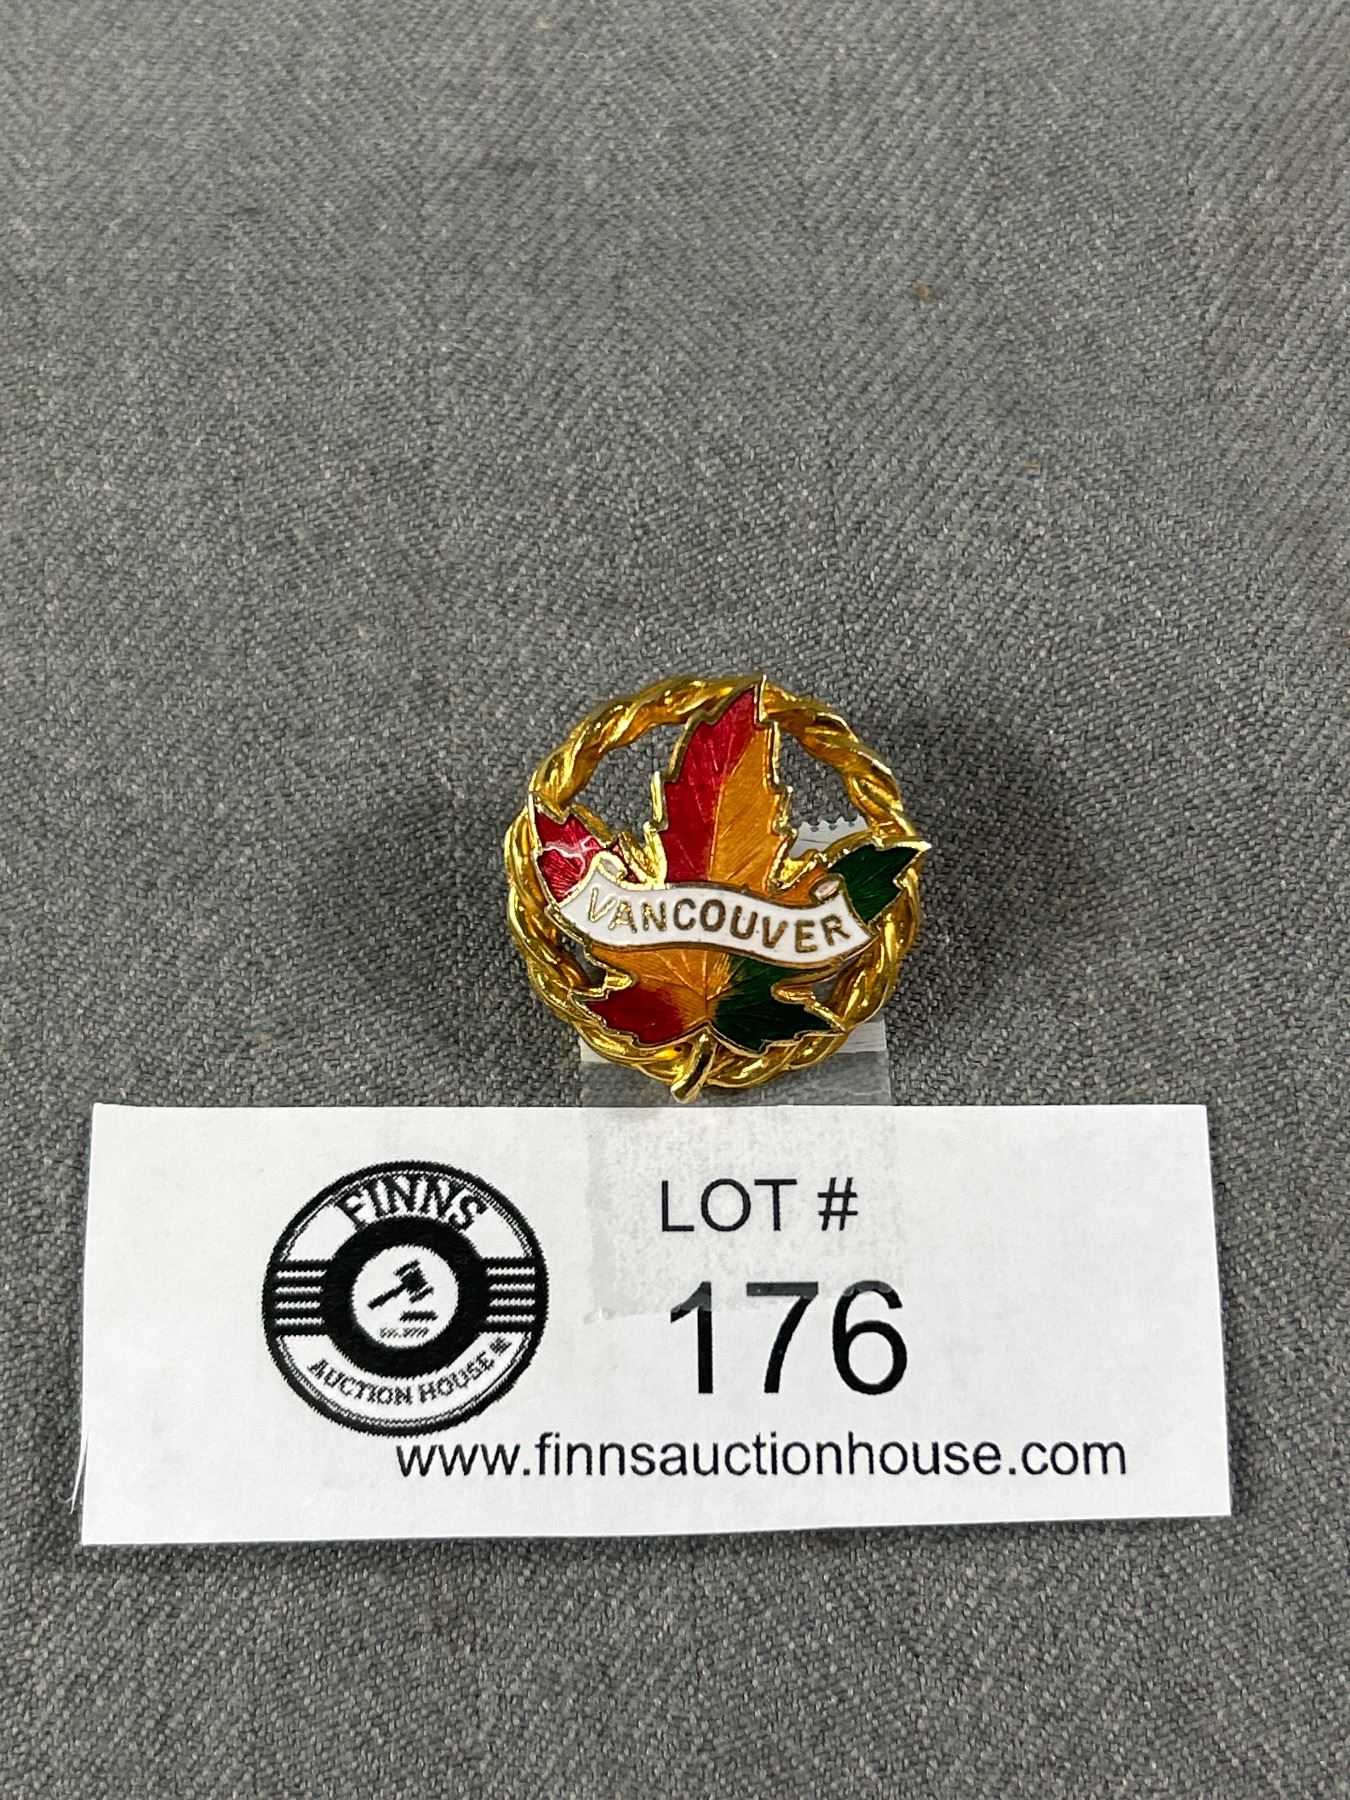 VANCOUVER
FINNS
AUCTION HOUSE
LOT #
176
www.finnsauctionhouse.com